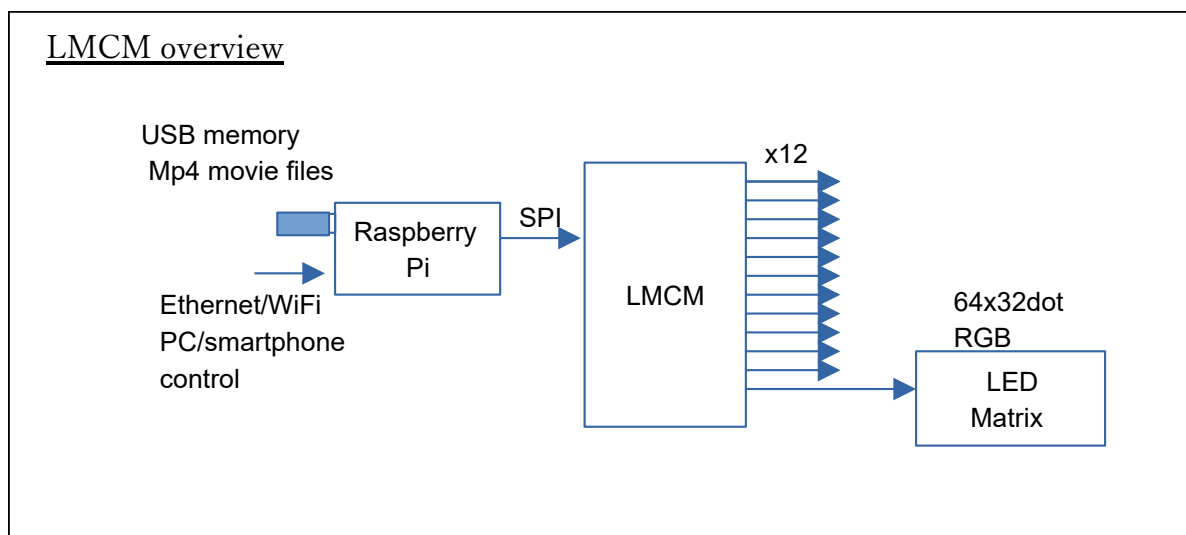 LMCM overview
USB memory
Mp4 movie files
x12
SPI
Raspberry
Pi
LMCM
Ethernet/WiFi
PC/smartphone
control
64x32dot
RGB
LED
Matrix